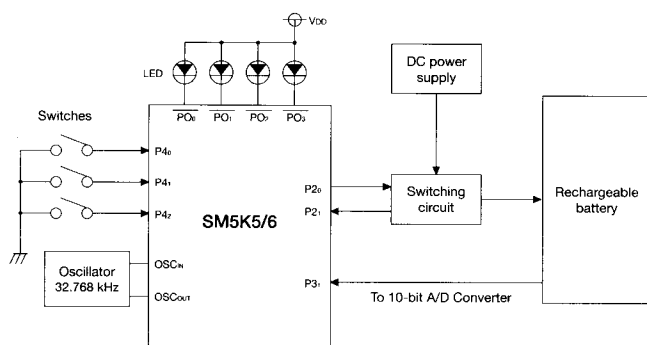 VDD
LED
DC power
supply
PO0 PO1 PO2 PO3
Switches
P40
P41
P42
P20
P21
Switching
circuit
Rechargeable
battery
SM5K5/6
Oscillator
32.768 kHz
OSCIN
OSCOUT
P31
To 10-bit A/D Converter